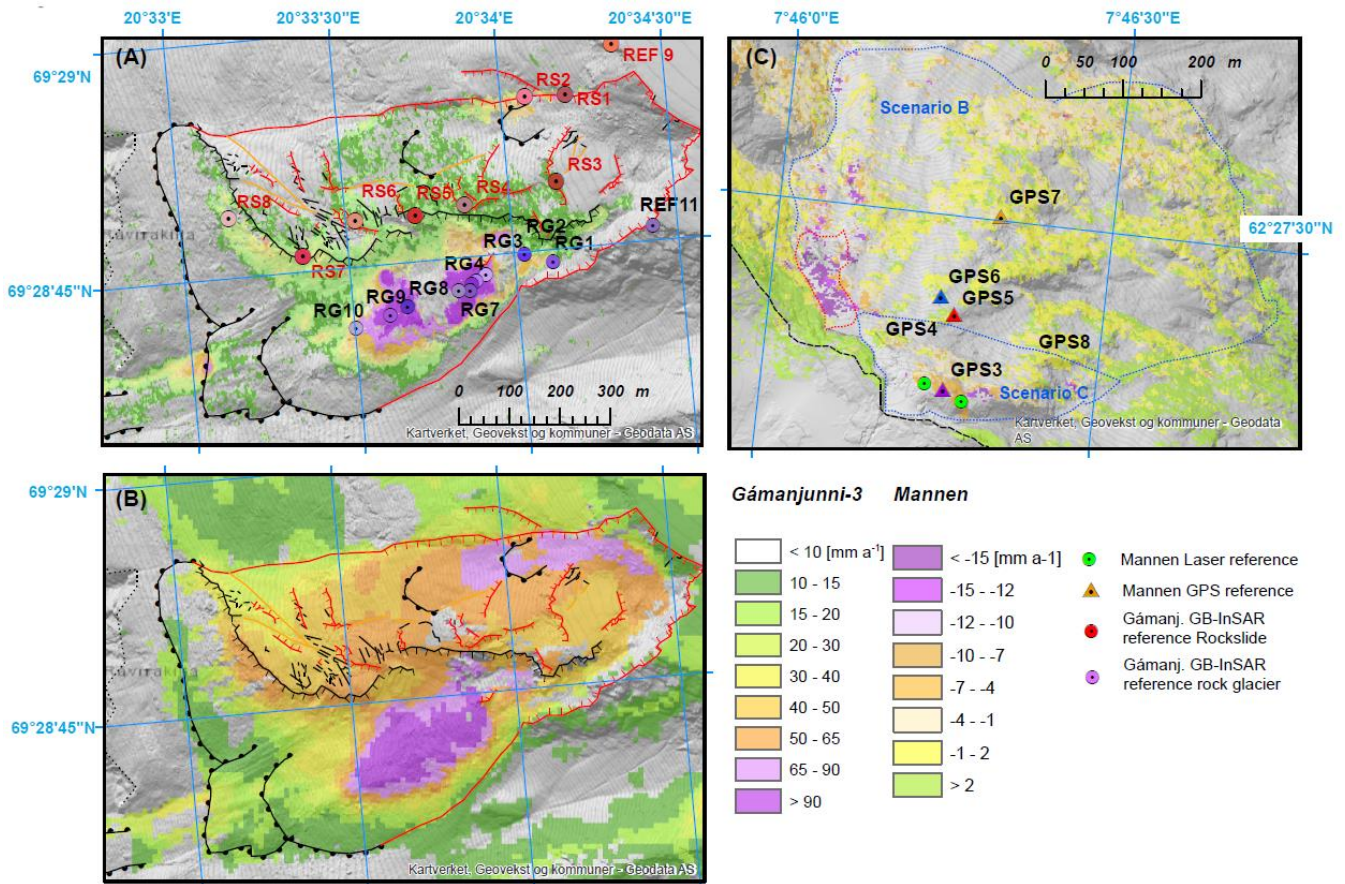 20°33'E 20°33'30"E 20°34'E 20°34'30"E
7°46'0"E 7°46'30"E
69°29'N
69°28'45"N
(A)
REF 9
RS2
RS1
RS3
RS4
RS5
RS6
RS8
RS7
REF11
RG2
RG1
RG3
RG4
RG8
RG7
RG9
RG10
0 100 200 300 m
Kartverket, Geovekst og kommuner - Geodata AS
(C)
0 50 100 200 m
Scenario B
GPS7
62°27'30"N
GPS6
GPS5
GPS4
GPS8
GPS3
Scenario C
Kartverket, Geovekst og kommuner - Geodata
AS
69°29'N
69°28'45"N
(B)
Kartverket, Geovekst og kommuner - Geodata AS
Gámanjunni-3 Mannen
< 10 [mm a-1]
10 - 15
15 - 20
20 - 30
30 - 40
40 - 50
50 - 65
65 - 90
> 90
< -15 [mm a-1]
-15 - -12
-12 - -10
-10 - -7
-7 - -4
-4 - -1
-1 - 2
> 2
Mannen Laser reference
Mannen GPS reference
Gámanj. GB-InSAR
reference Rockslide
Gámanj. GB-InSAR
reference rock glacier